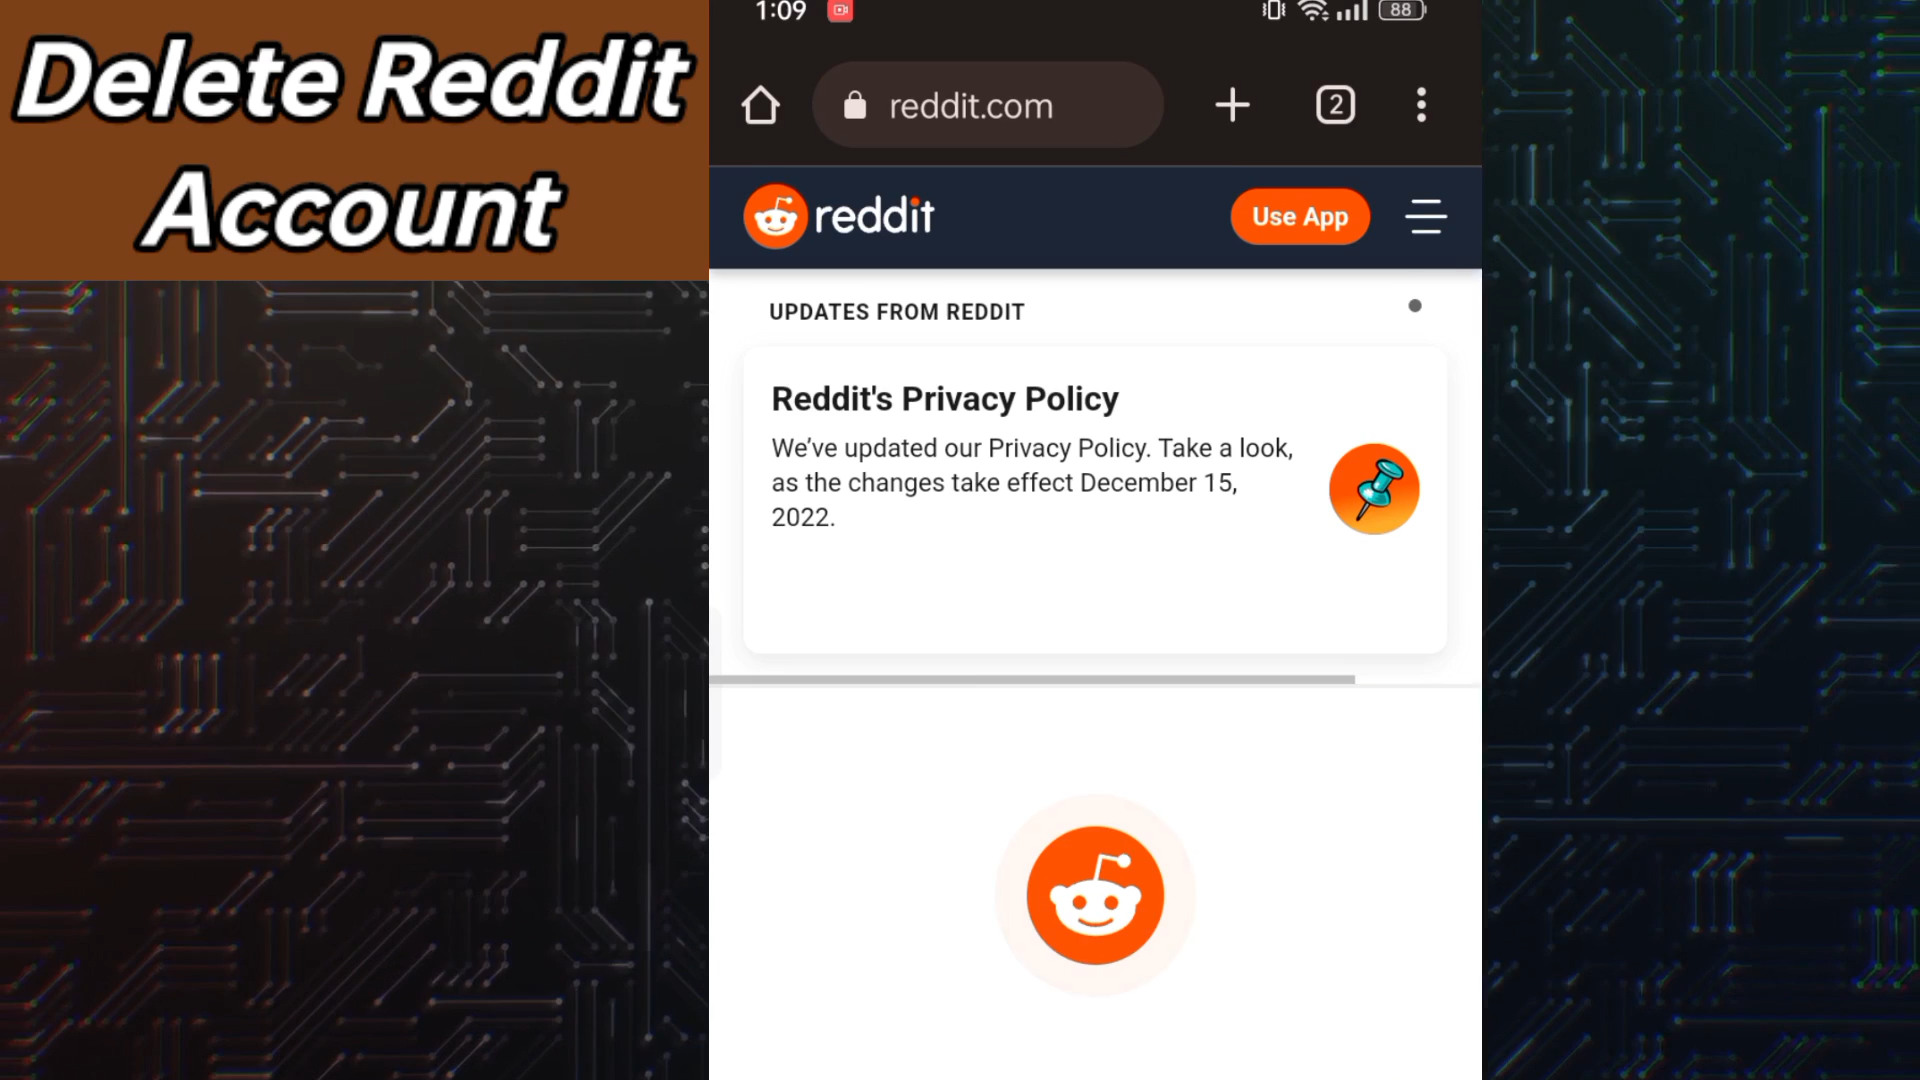 Delete Reddit
Account
1:09
88
reddit.com
2
reddit
Use App
UPDATES FROM REDDIT
Reddit's Privacy Policy
We’ve updated our Privacy Policy. Take a look,
as the changes take effect December 15,
2022.